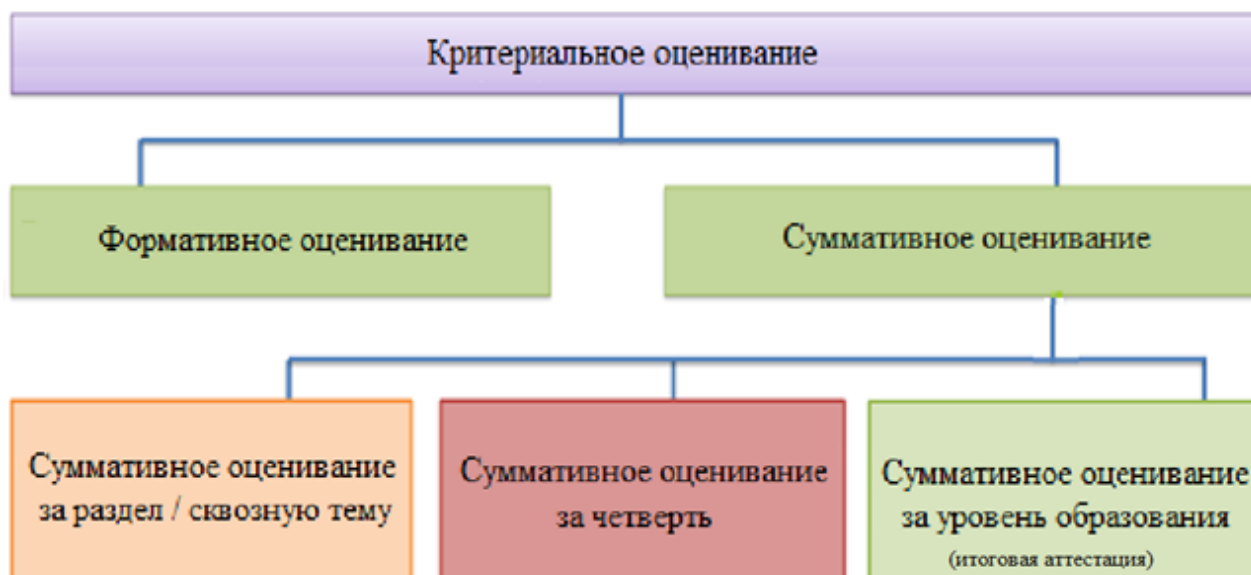 Критериальное оценивание
Формативное оценивание
Суммативное оценивание
Суммативное оценивание
за раздел / сквозную тему
Суммативное оценивание
за четверть
Суммативное оценивание
за уровень образования
(итоговая аттестация)